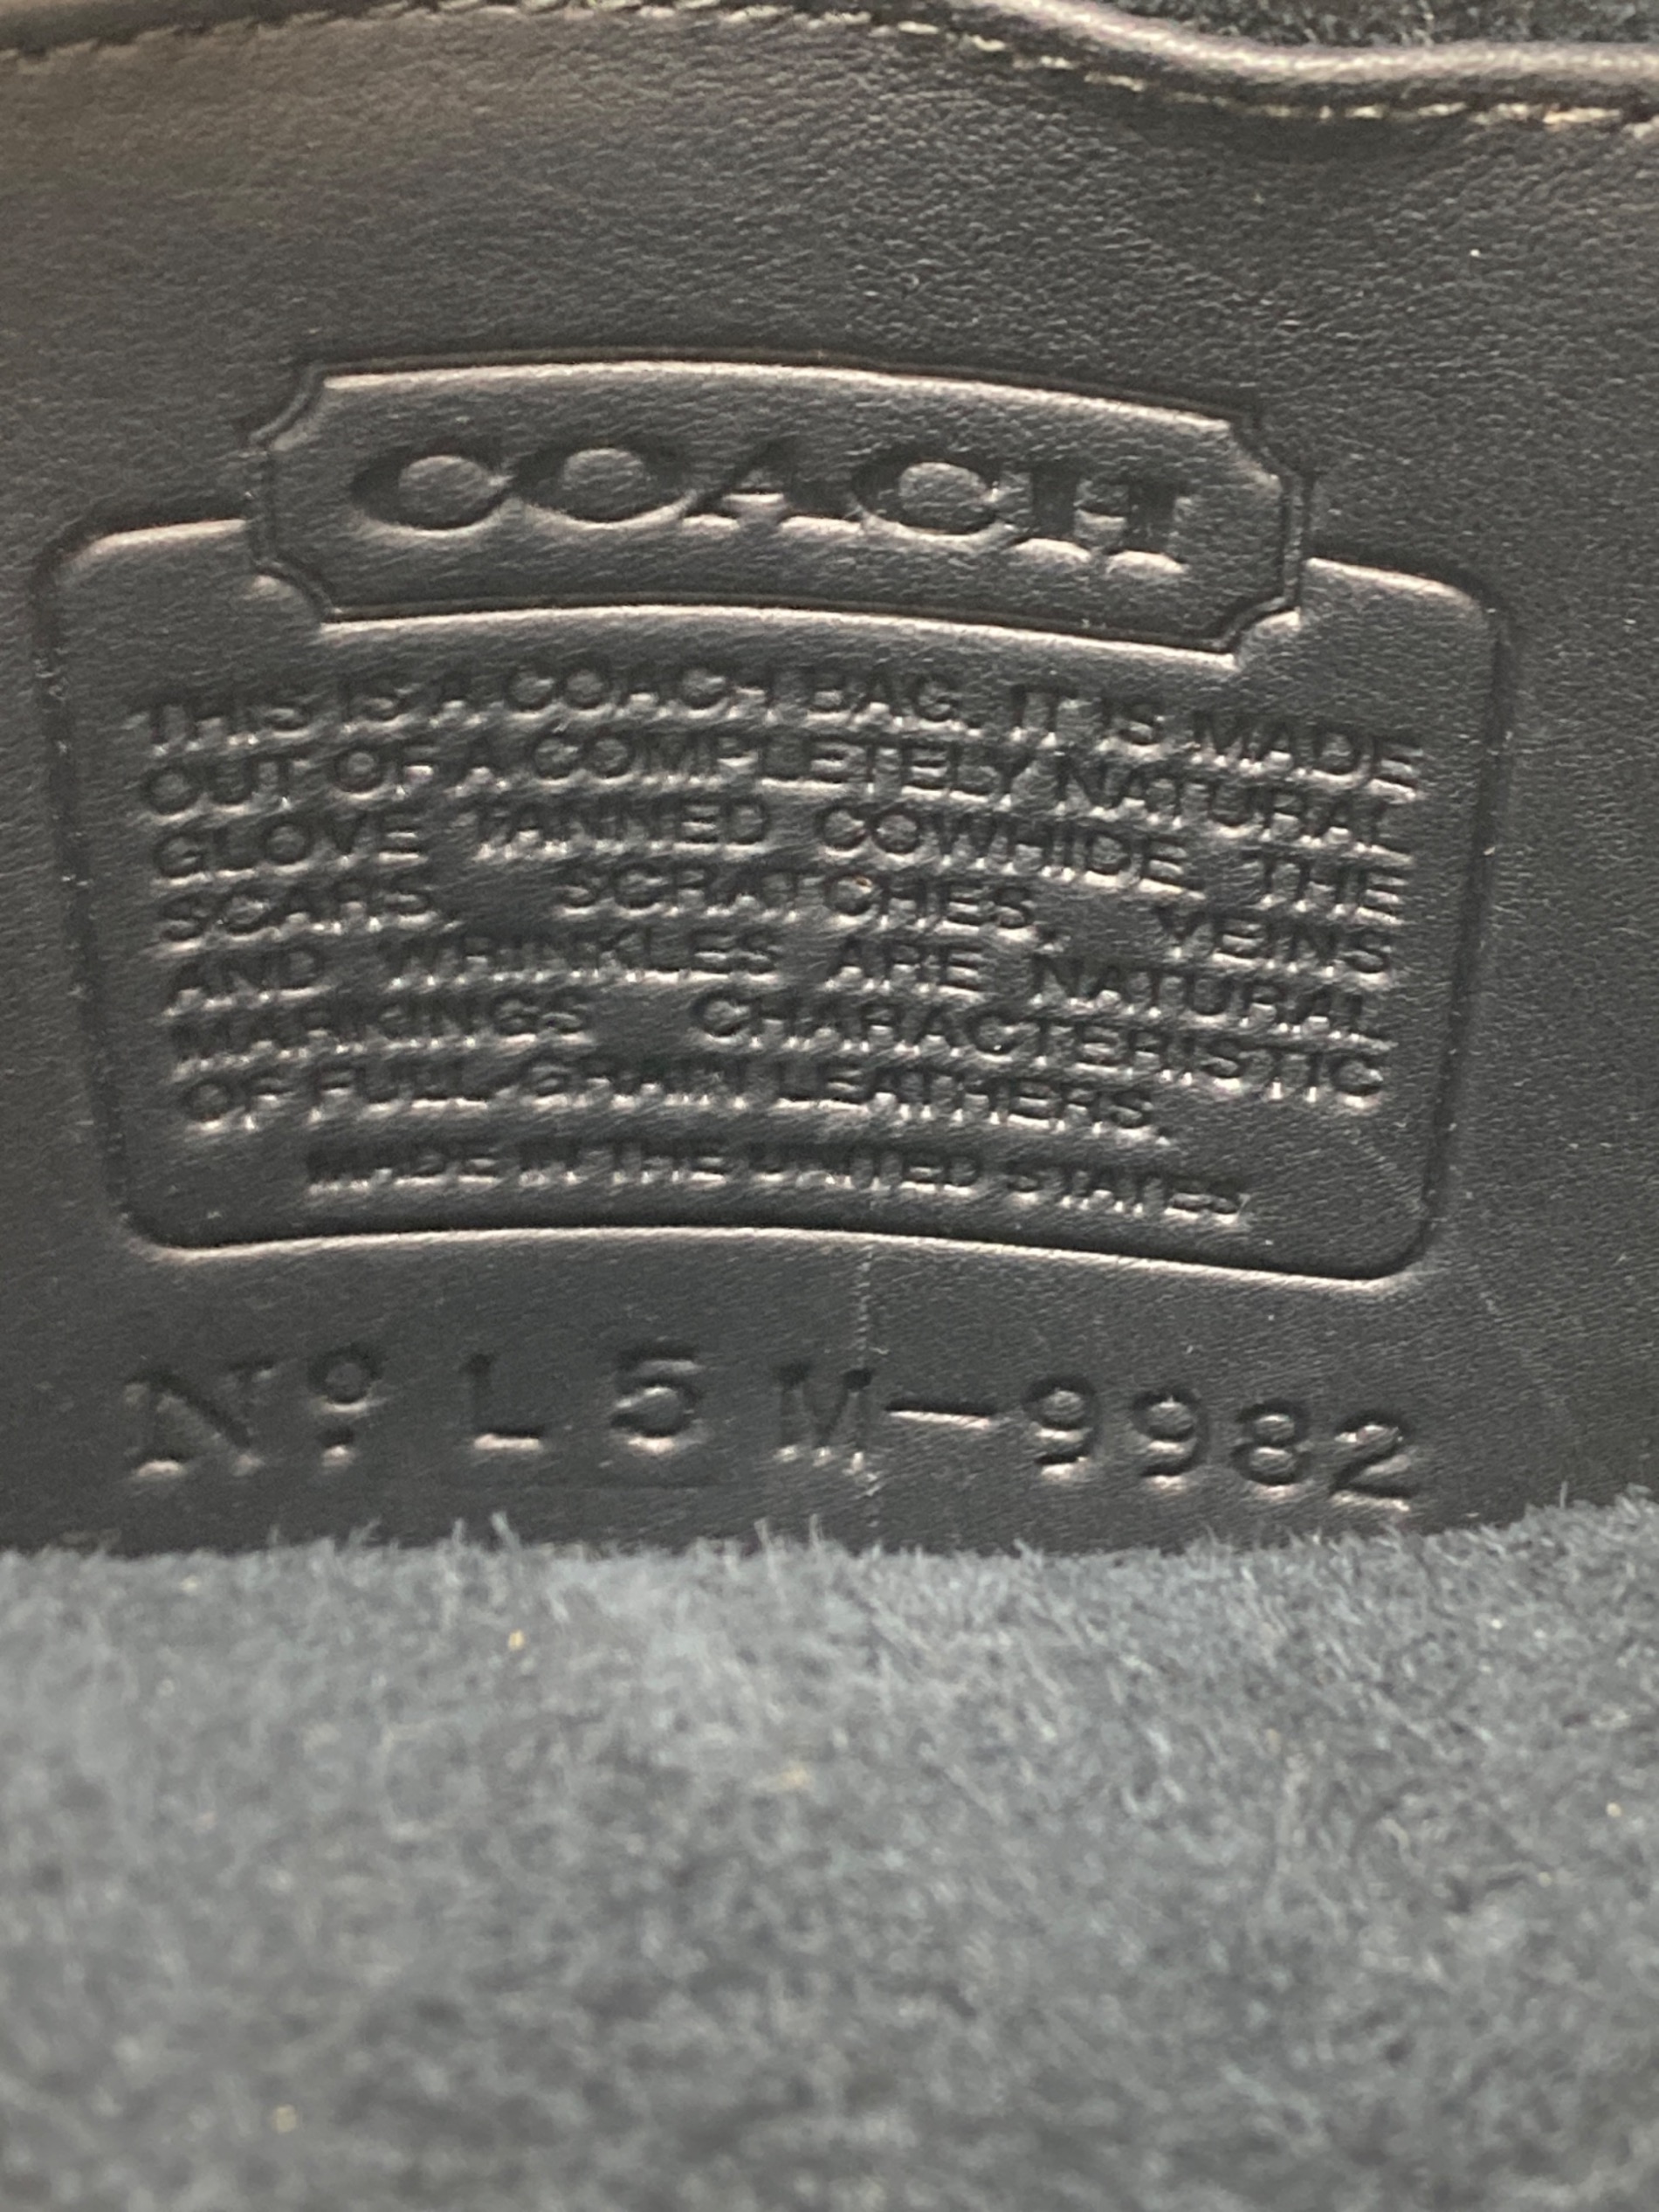 COACH
THIS IS A COACH BAG. IT IS MADE
OUT OF A COMPLETELY NATURAL
GLOVE TANNED COWHIDE. THE
SCARS, SCRATCHES, VEINS
AND WRINKLES ARE NATURAL
MARKINGS CHARACTERISTIC
OF FULL GRAIN LEATHERS.
MADE IN THE UNITED STATES
Nº L5M-9982